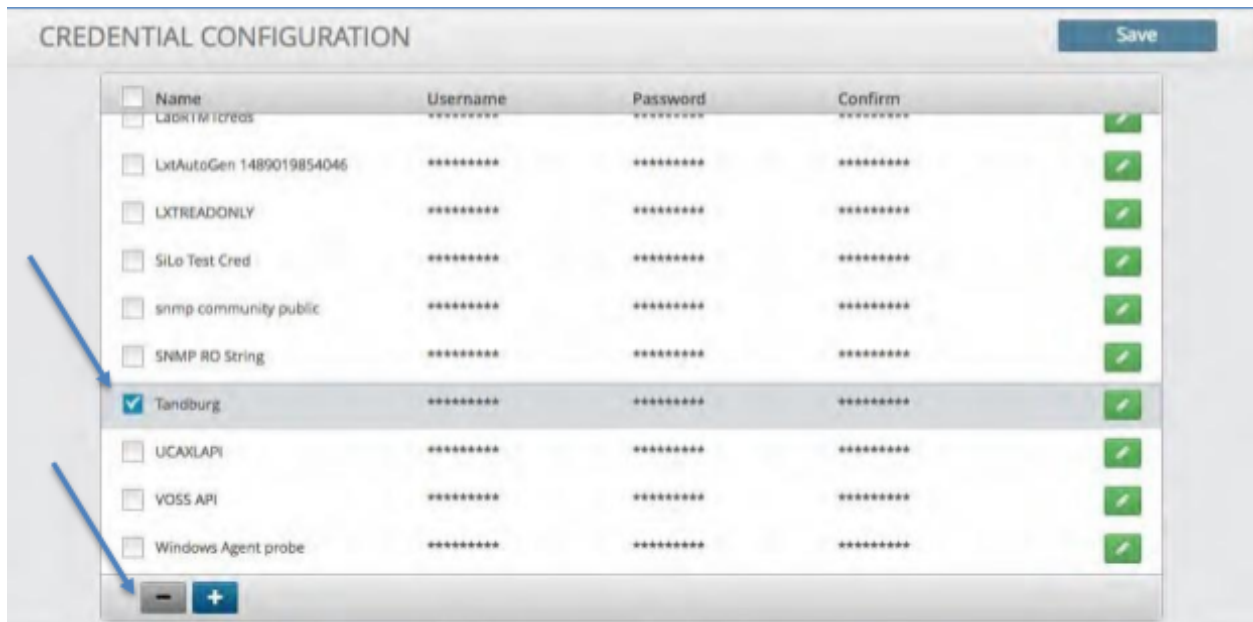 CREDENTIAL CONFIGURATION Save
Name Username Password Confirm
********* ********* *********
LxtAutoGen 1489019854046 ********* ********* *********
LXTREADONLY ********* ********* *********
SiLo Test Cred ********* ********* *********
snmp community public ********* ********* *********
SNMP RO String ********* ********* *********
Tandburg ********* ********* *********
UCAXLAPI ********* ********* *********
VOSS API ********* ********* *********
Windows Agent probe ********* ********* *********